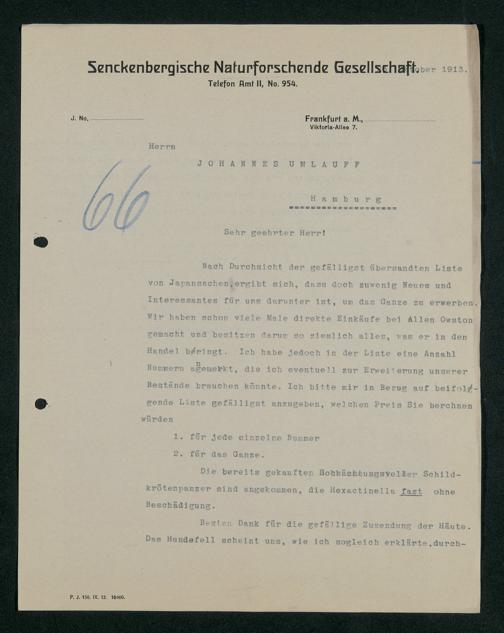 Senckenbergische Naturforschende Gesellschaft.
Telefon Amt II, No. 954.
1913.
J. No.
Frankfurt a. M.,
Viktoria-Allee 7.
Herrn
JOHANNES UMLAUFF
66
Hamburg
Sehr geehrter Herr!
Nach Durchsicht der gefälligst übersandten Liste
von Japansachen ergibt sich, dass doch zuwenig Neues und
Interessantes für uns darunter ist, um das Ganze zu erwerben.
Wir haben schon viele Male direkte Einkäufe bei Allen Owston
gemacht und besitzen darum so ziemlich alles, was er in den
Handel bringt. Ich habe jedoch in der Liste eine Anzahl
Nummern angemerkt, die ich eventuell zur Erweiterung unserer
Bestände brauchen könnte. Ich bitte mir in Bezug auf beifol-
gende Liste gefälligst anzugeben, welchen Preis Sie berchnen
würden
1. für jede einzelne Nummer
2. für das Ganze.
Die bereits gekauften Schild-
krötenpanzer sind angekommen, die Hexactinella fast ohne
Beschädigung.
Besten Dank für die gefällige Zusendung der Häute.
Das Hundefell scheint uns, wie ich sogleich erklärte, durch-
P. J. 150. IX. 12.